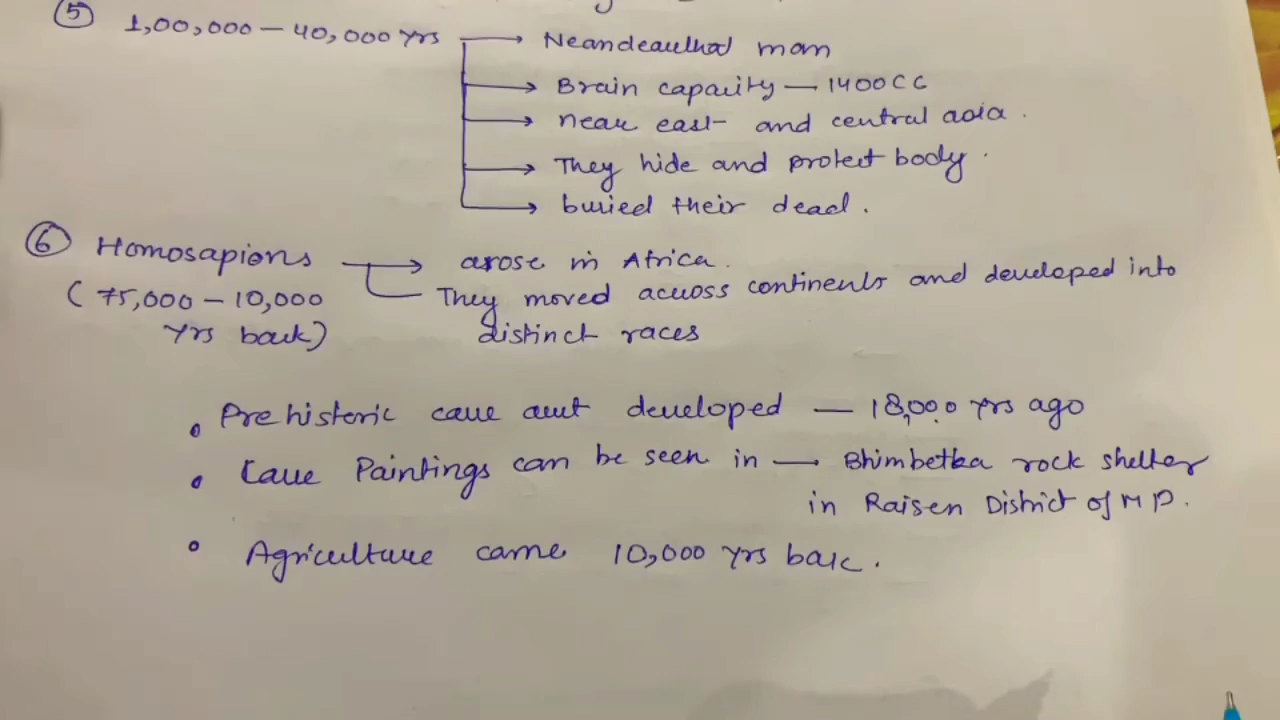 ⑤ 1,00,000 – 40,000 yrs → Neandeauthal man
→ Brain capacity – 1400CC
→ near east- and central asia.
→ They hide and protect body.
→ buried their dead.
⑥ Homosapions → arose in Africa.
(75,000 – 10,000 They moved across continents and developed into
yrs back) distinct races
• Prehistoric cave art developed – 18,000 yrs ago
• Cave Paintings can be seen in – Bhimbetka rock shelter
in Raisen District of MP.
• Agriculture came 10,000 yrs back.